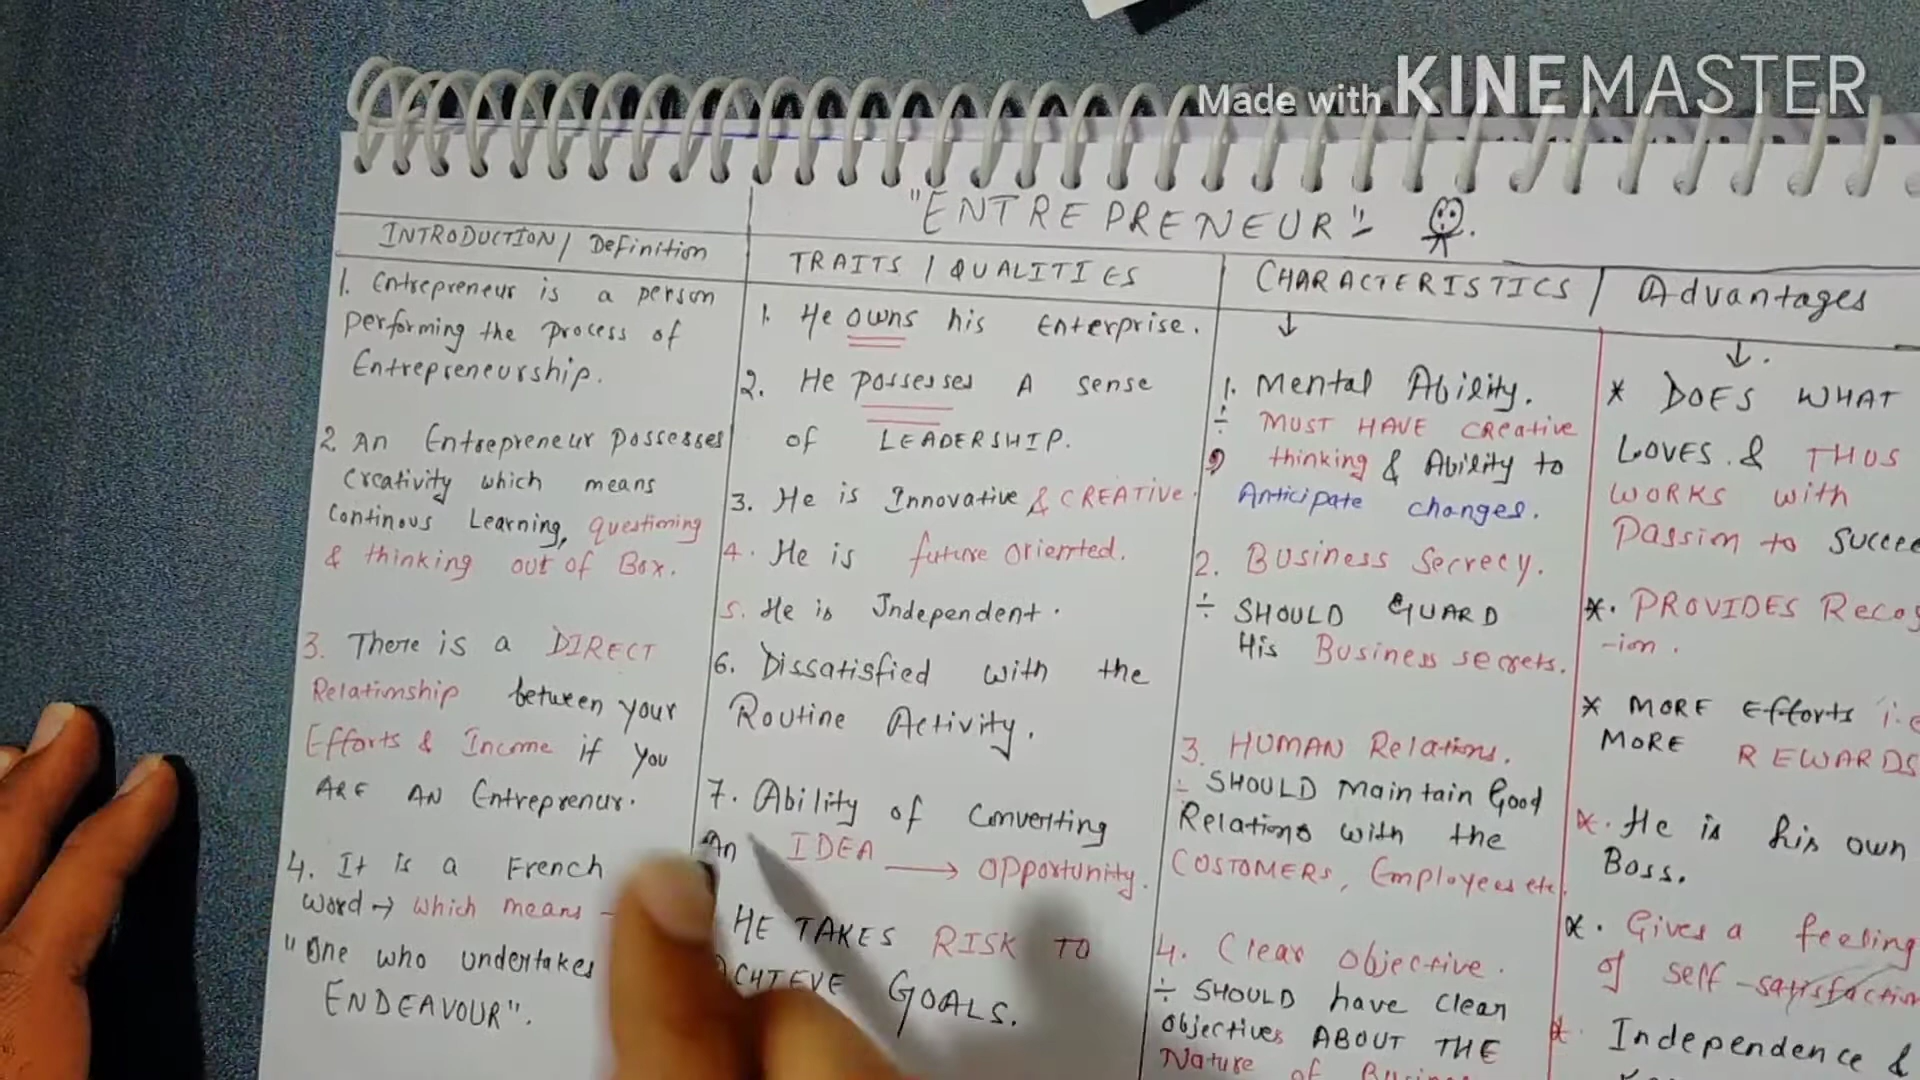 Made with KINEMASTER
"ENTREPRENEUR"-
INTRODUCTION / Definition
1. Entrepreneur is a person
performing the process of
Entrepreneurship.
2. An Entrepreneur possesses
Creativity which means
Continous Learning, questioning
& thinking out of Box.
3. There is a DIRECT
Relationship between your
Efforts & Income if you
ARE AN Entreprenur.
4. It is a French
word → which means -
"One who undertakes
ENDEAVOUR".
TRAITS / QUALITIES
1. He owns his Enterprise.
2. He possesses A sense
of LEADERSHIP.
3. He is Innovative & CREATIVE.
4. He is future oriented.
5. He is Independent.
6. Dissatisfied with the
Routine Activity.
7. Ability of Converting
An IDEA → opportunity.
HE TAKES RISK TO
ACHIEVE GOALS.
CHARACTERISTICS /
↓
1. Mental Ability.
÷ MUST HAVE Creative
thinking & Ability to
Anticipate changes.
2. Business Secrecy.
÷ SHOULD GUARD
His Business secrets.
3. HUMAN Relations.
÷ SHOULD Maintain Good
Relations with the
CUSTOMERS, Employees etc.
4. Clear objective.
÷ SHOULD have clear
objectives ABOUT THE
Nature of
Advantages
↓.
* DOES WHAT
LOVES. & THUS
WORKS with
Passion to
*. PROVIDES
-ion.
* MORE Efforts i.e
MORE REWARDS
*. He is his own
Boss.
*. Gives a feeling
of self-satisfaction
* Independence &